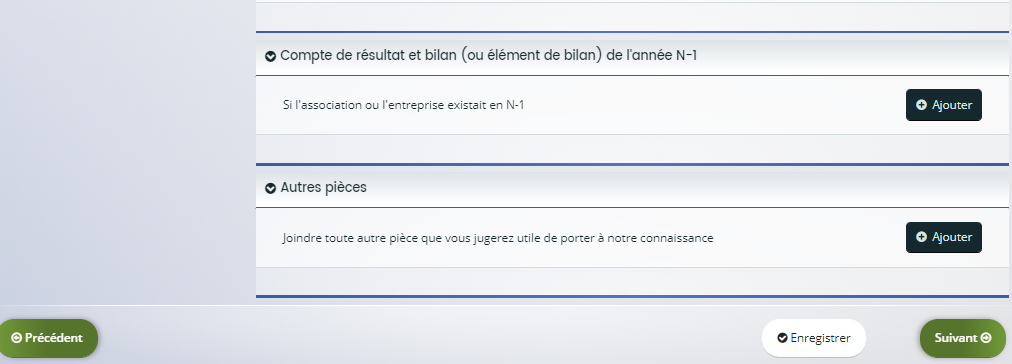 Compte de résultat et bilan (ou élément de bilan) de l'année N-1
Si l'association ou l'entreprise existait en N-1
Ajouter
Autres pièces
Joindre toute autre pièce que vous jugerez utile de porter à notre connaissance
Ajouter
Précédent
Enregistrer
Suivant